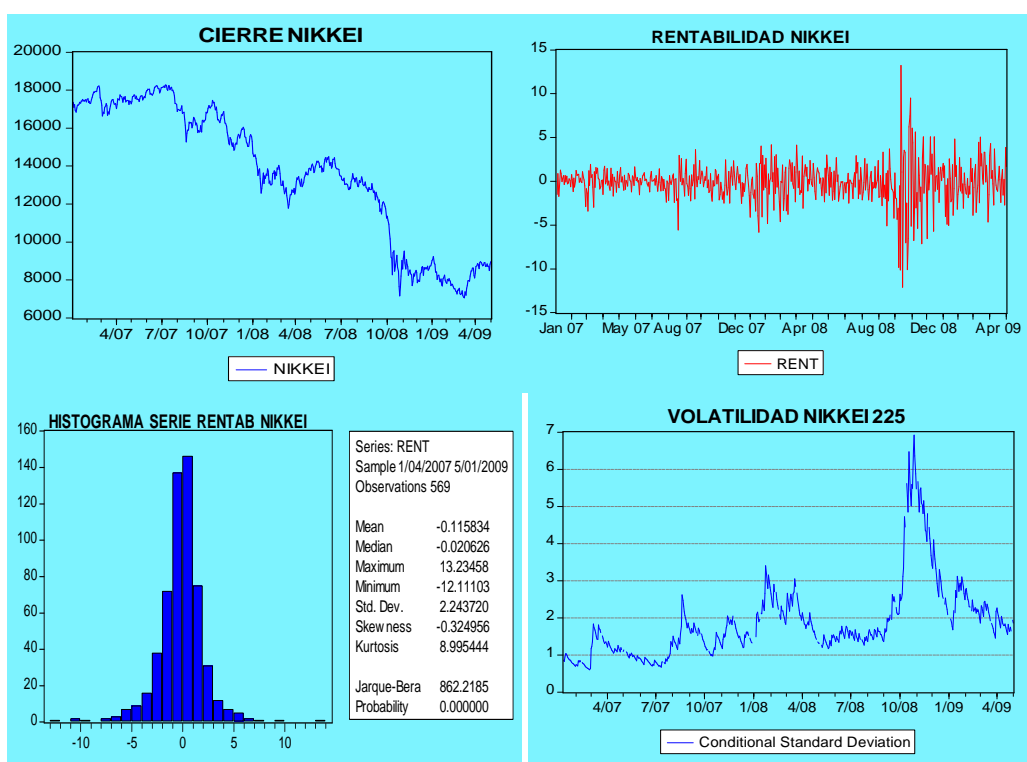 CIERRE NIKKEI
20000
18000
16000
14000
12000
10000
8000
6000
4/07 7/07 10/07 1/08 4/08 7/08 10/08 1/09 4/09
NIKKEI
RENTABILIDAD NIKKEI
15
10
5
0
-5
-10
-15
Jan 07 May 07 Aug 07 Dec 07 Apr 08 Aug 08 Dec 08 Apr 09
RENT
HISTOGRAMA SERIE RENTAB NIKKEI
160
140
120
100
80
60
40
20
0
-10 -5 0 5 10
Series: RENT
Sample 1/04/2007 5/01/2009
Observations 569
Mean -0.115834
Median -0.020626
Maximum 13.23458
Minimum -12.11103
Std. Dev. 2.243720
Skewness -0.324956
Kurtosis 8.995444
Jarque-Bera 862.2185
Probability 0.000000
VOLATILIDAD NIKKEI 225
7
6
5
4
3
2
1
0
4/07 7/07 10/07 1/08 4/08 7/08 10/08 1/09 4/09
Conditional Standard Deviation